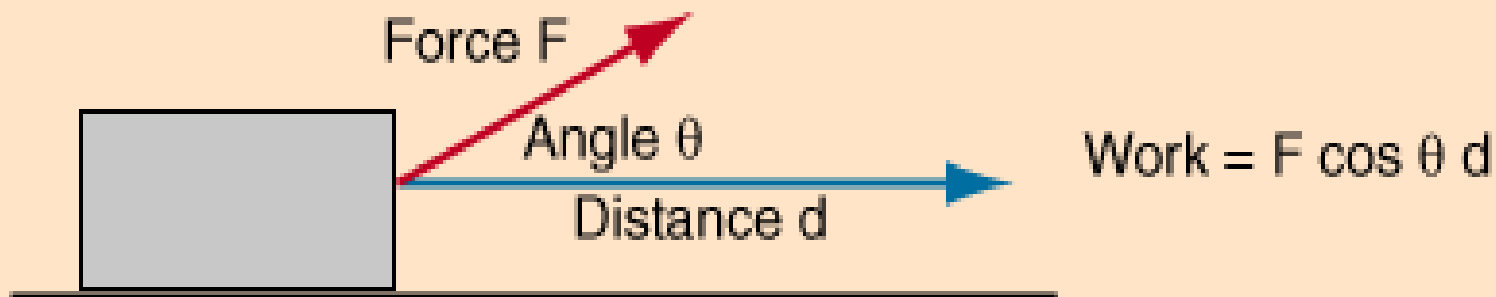 Force F
Angle θ
Work = F cos θ d
Distance d